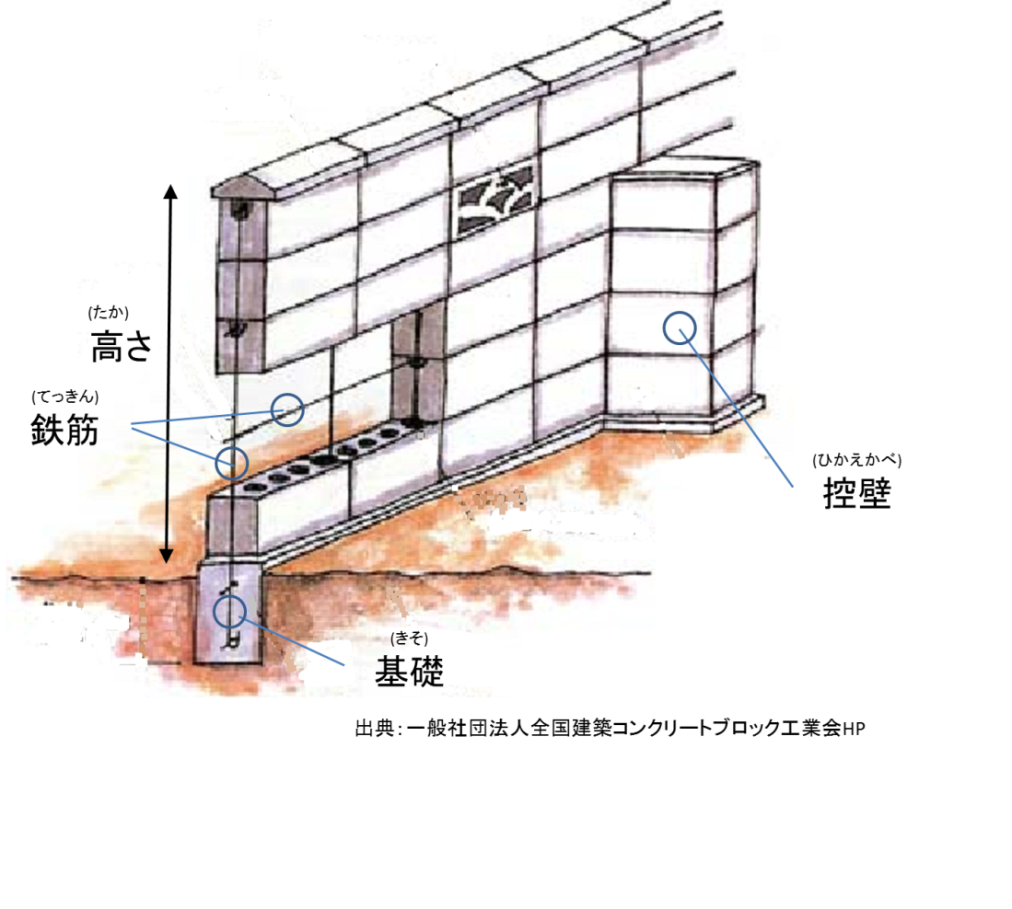 (たか)
高さ
(てっきん)
鉄筋
(ひかえかべ)
控壁
(きそ)
基礎
出典：一般社団法人全国建築コンクリートブロック工業会HP